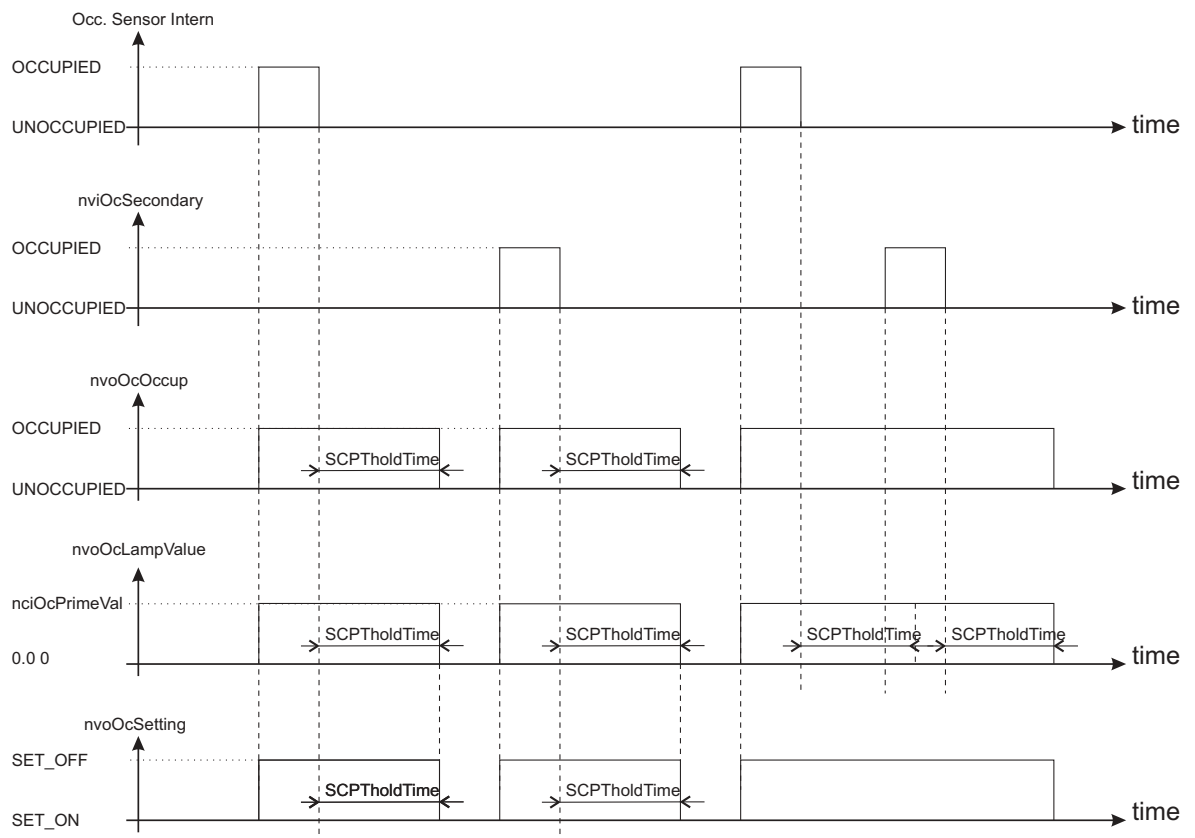 Occ. Sensor Intern
OCCUPIED
UNOCCUPIED
time
nviOcSecondary
OCCUPIED
UNOCCUPIED
time
nvoOcOccup
OCCUPIED
SCPTholdTime SCPTholdTime
UNOCCUPIED
time
nvoOcLampValue
nciOcPrimeVal
SCPTholdTime SCPTholdTime SCPTholdTime SCPTholdTime
0.0 0
time
nvoOcSetting
SET_OFF
SCPTholdTime SCPTholdTime
SET_ON
time